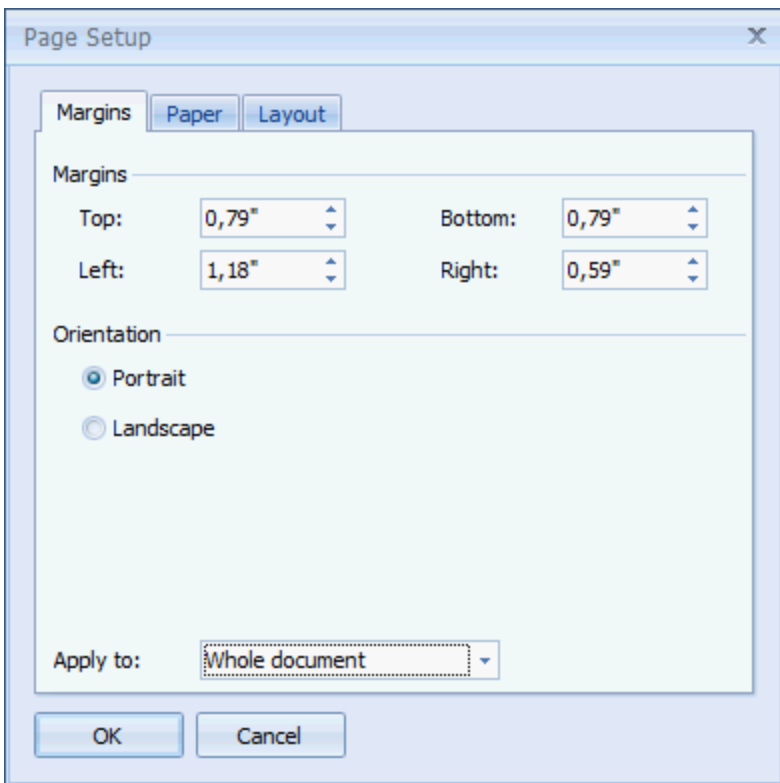 Page Setup
Margins Paper Layout
Margins
Top: 0,79" Bottom: 0,79"
Left: 1,18" Right: 0,59"
Orientation
Portrait
Landscape
Apply to: Whole document
OK Cancel